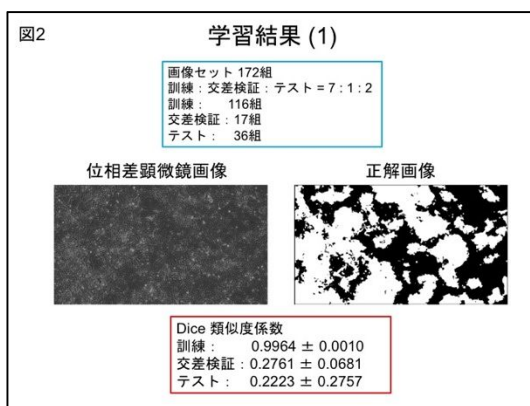 図2
学習結果 (1)
画像セット 172組
訓練：交差検証：テスト = 7 : 1 : 2
訓練： 116組
交差検証：17組
テスト： 36組
位相差顕微鏡画像
正解画像
Dice 類似度係数
訓練： 0.9964 ± 0.0010
交差検証：0.2761 ± 0.0681
テスト： 0.2223 ± 0.2757